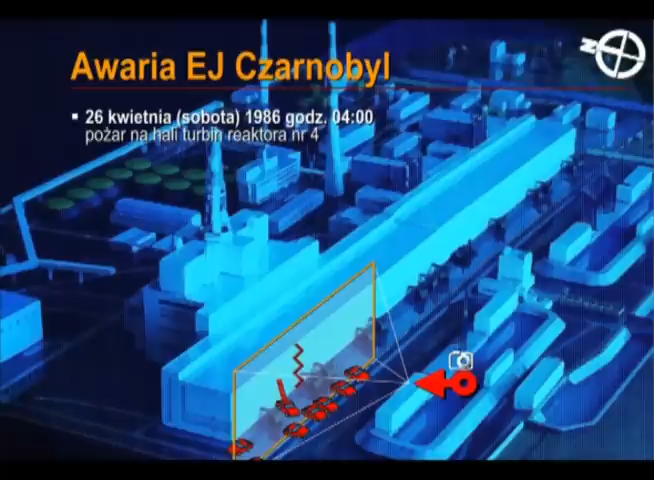 Awaria EJ Czarnobyl
26 kwietnia (sobota) 1986 godz. 04:00
pożar na hali turbin reaktora nr 4
N